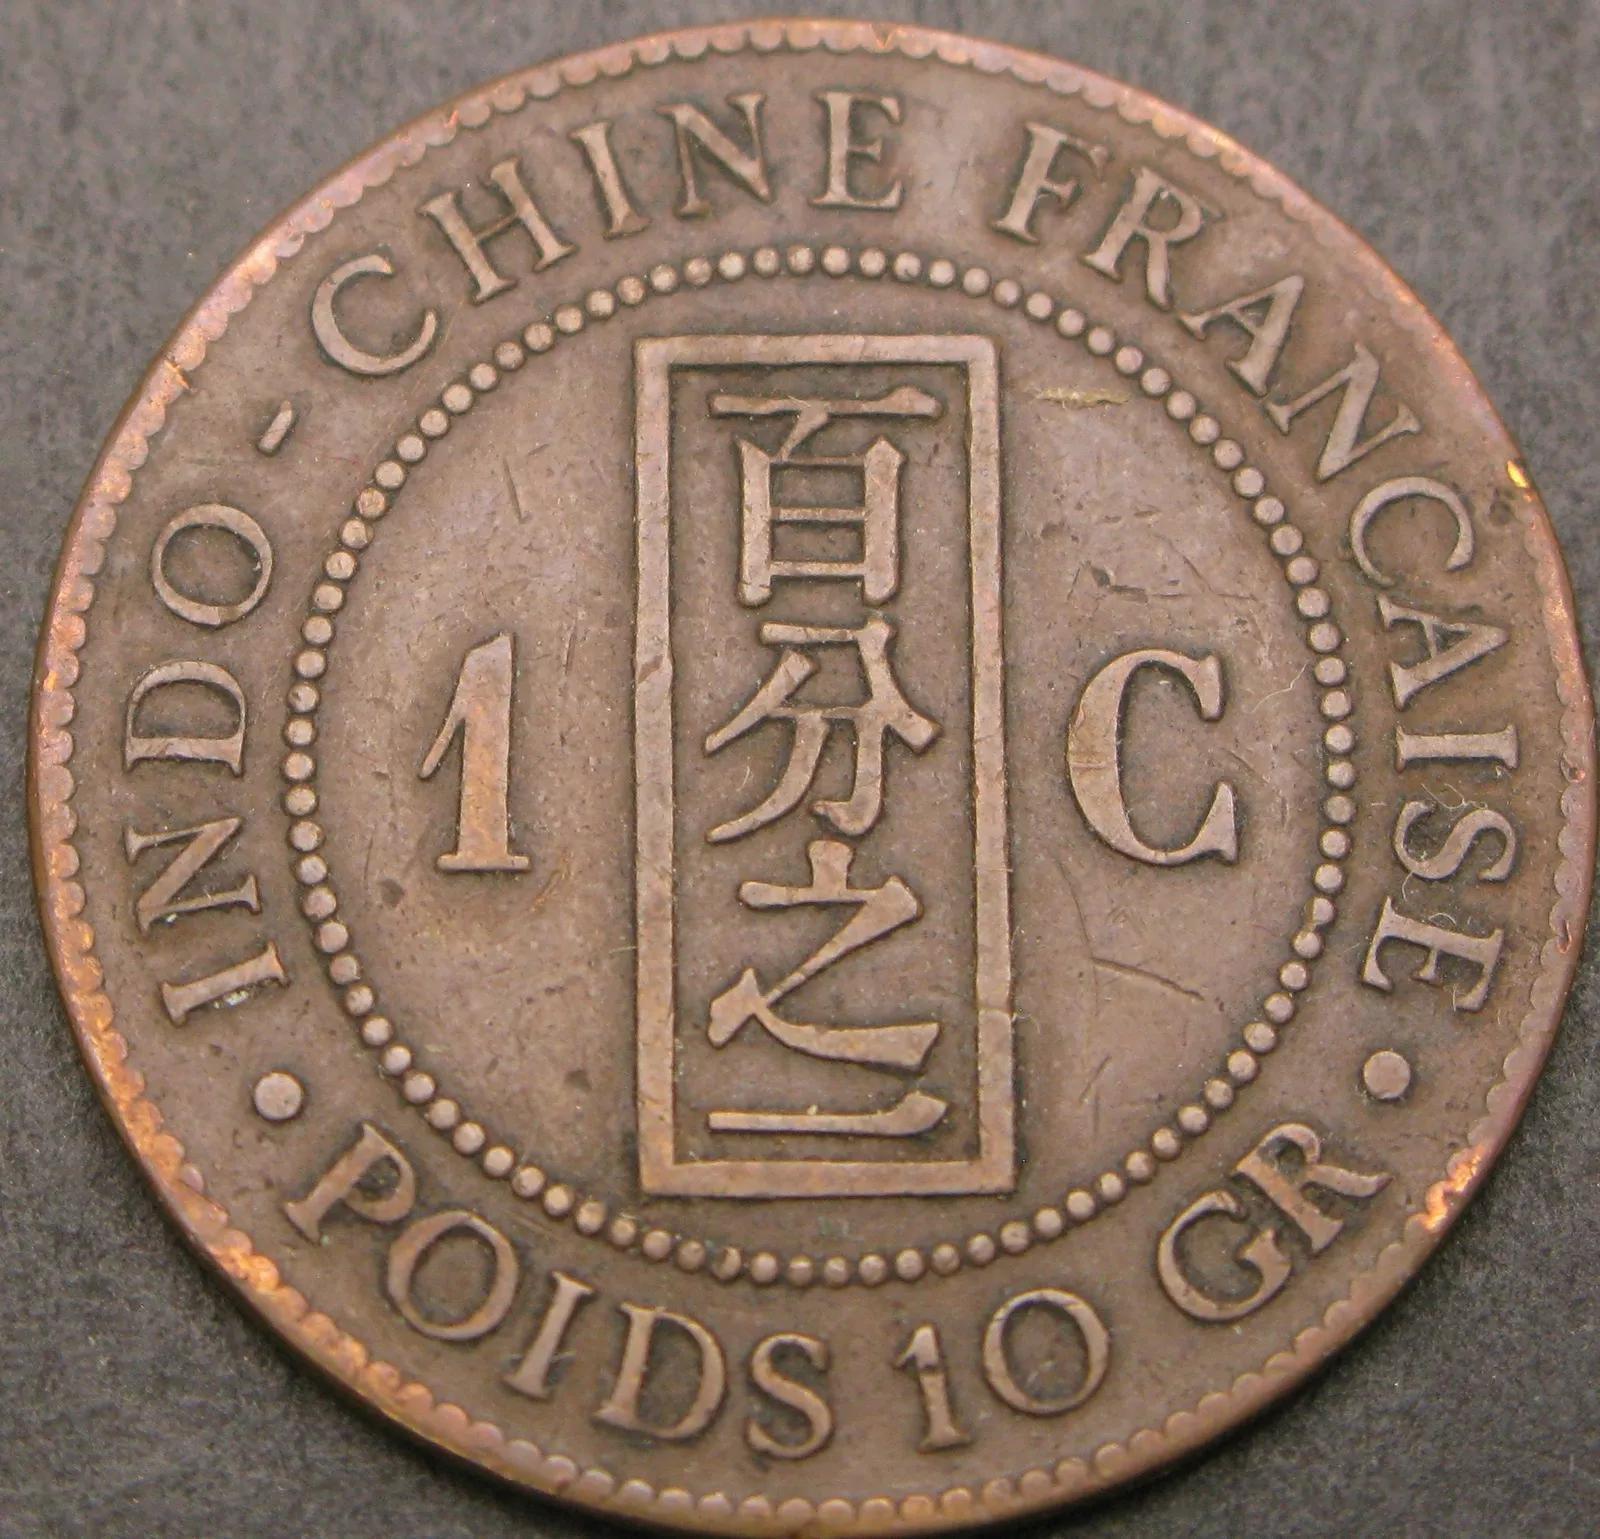 INDO-CHINE FRANCAISE
1
百分之一
C
• POIDS 10 GR •